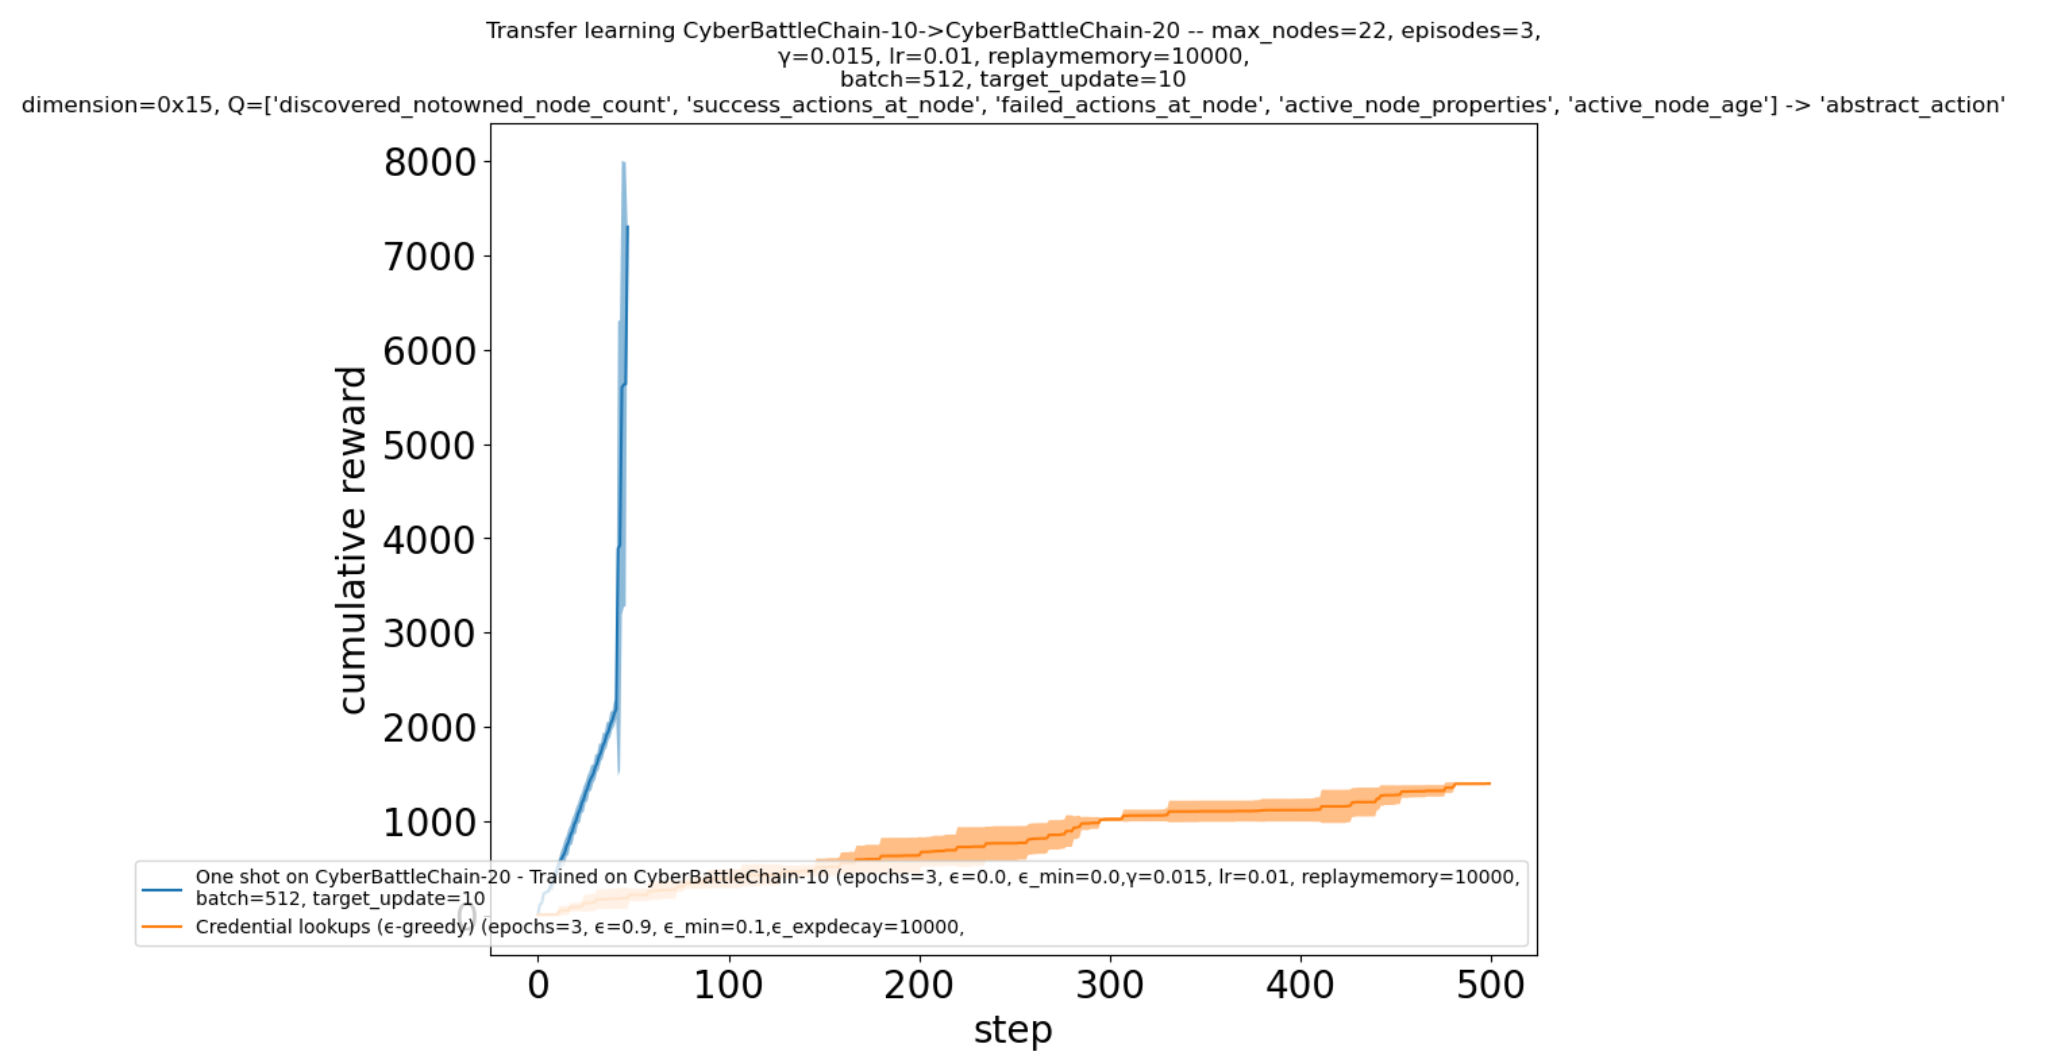 Transfer learning CyberBattleChain-10->CyberBattleChain-20 -- max_nodes=22, episodes=3,
γ=0.015, lr=0.01, replaymemory=10000,
batch=512, target_update=10
dimension=0x15, Q=['discovered_notowned_node_count', 'success_actions_at_node', 'failed_actions_at_node', 'active_node_properties', 'active_node_age'] -> 'abstract_action'
8000
7000
6000
5000
4000
3000
2000
1000
0
cumulative reward
One shot on CyberBattleChain-20 - Trained on CyberBattleChain-10 (epochs=3, ϵ=0.0, ϵ_min=0.0,γ=0.015, lr=0.01, replaymemory=10000,
batch=512, target_update=10
Credential lookups (ϵ-greedy) (epochs=3, ϵ=0.9, ϵ_min=0.1,ϵ_expdecay=10000,
0 100 200 300 400 500
step